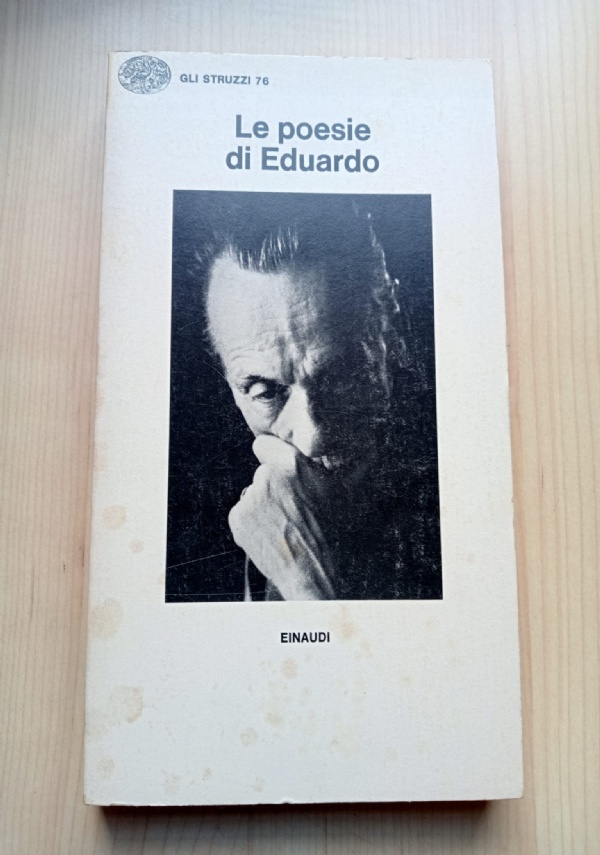 GLI STRUZZI 76
Le poesie
di Eduardo
EINAUDI